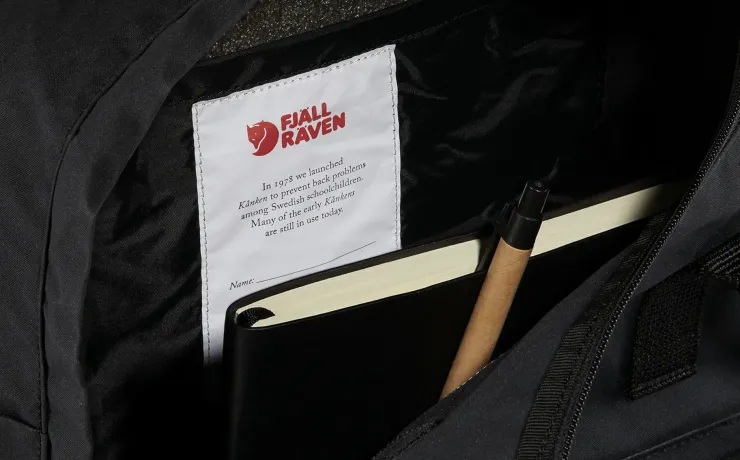 FJÄLL
RÄVEN
In 1978 we launched
Kånken to prevent back problems
among Swedish schoolchildren.
Many of the early Kånkens
are still in use today.
Name: